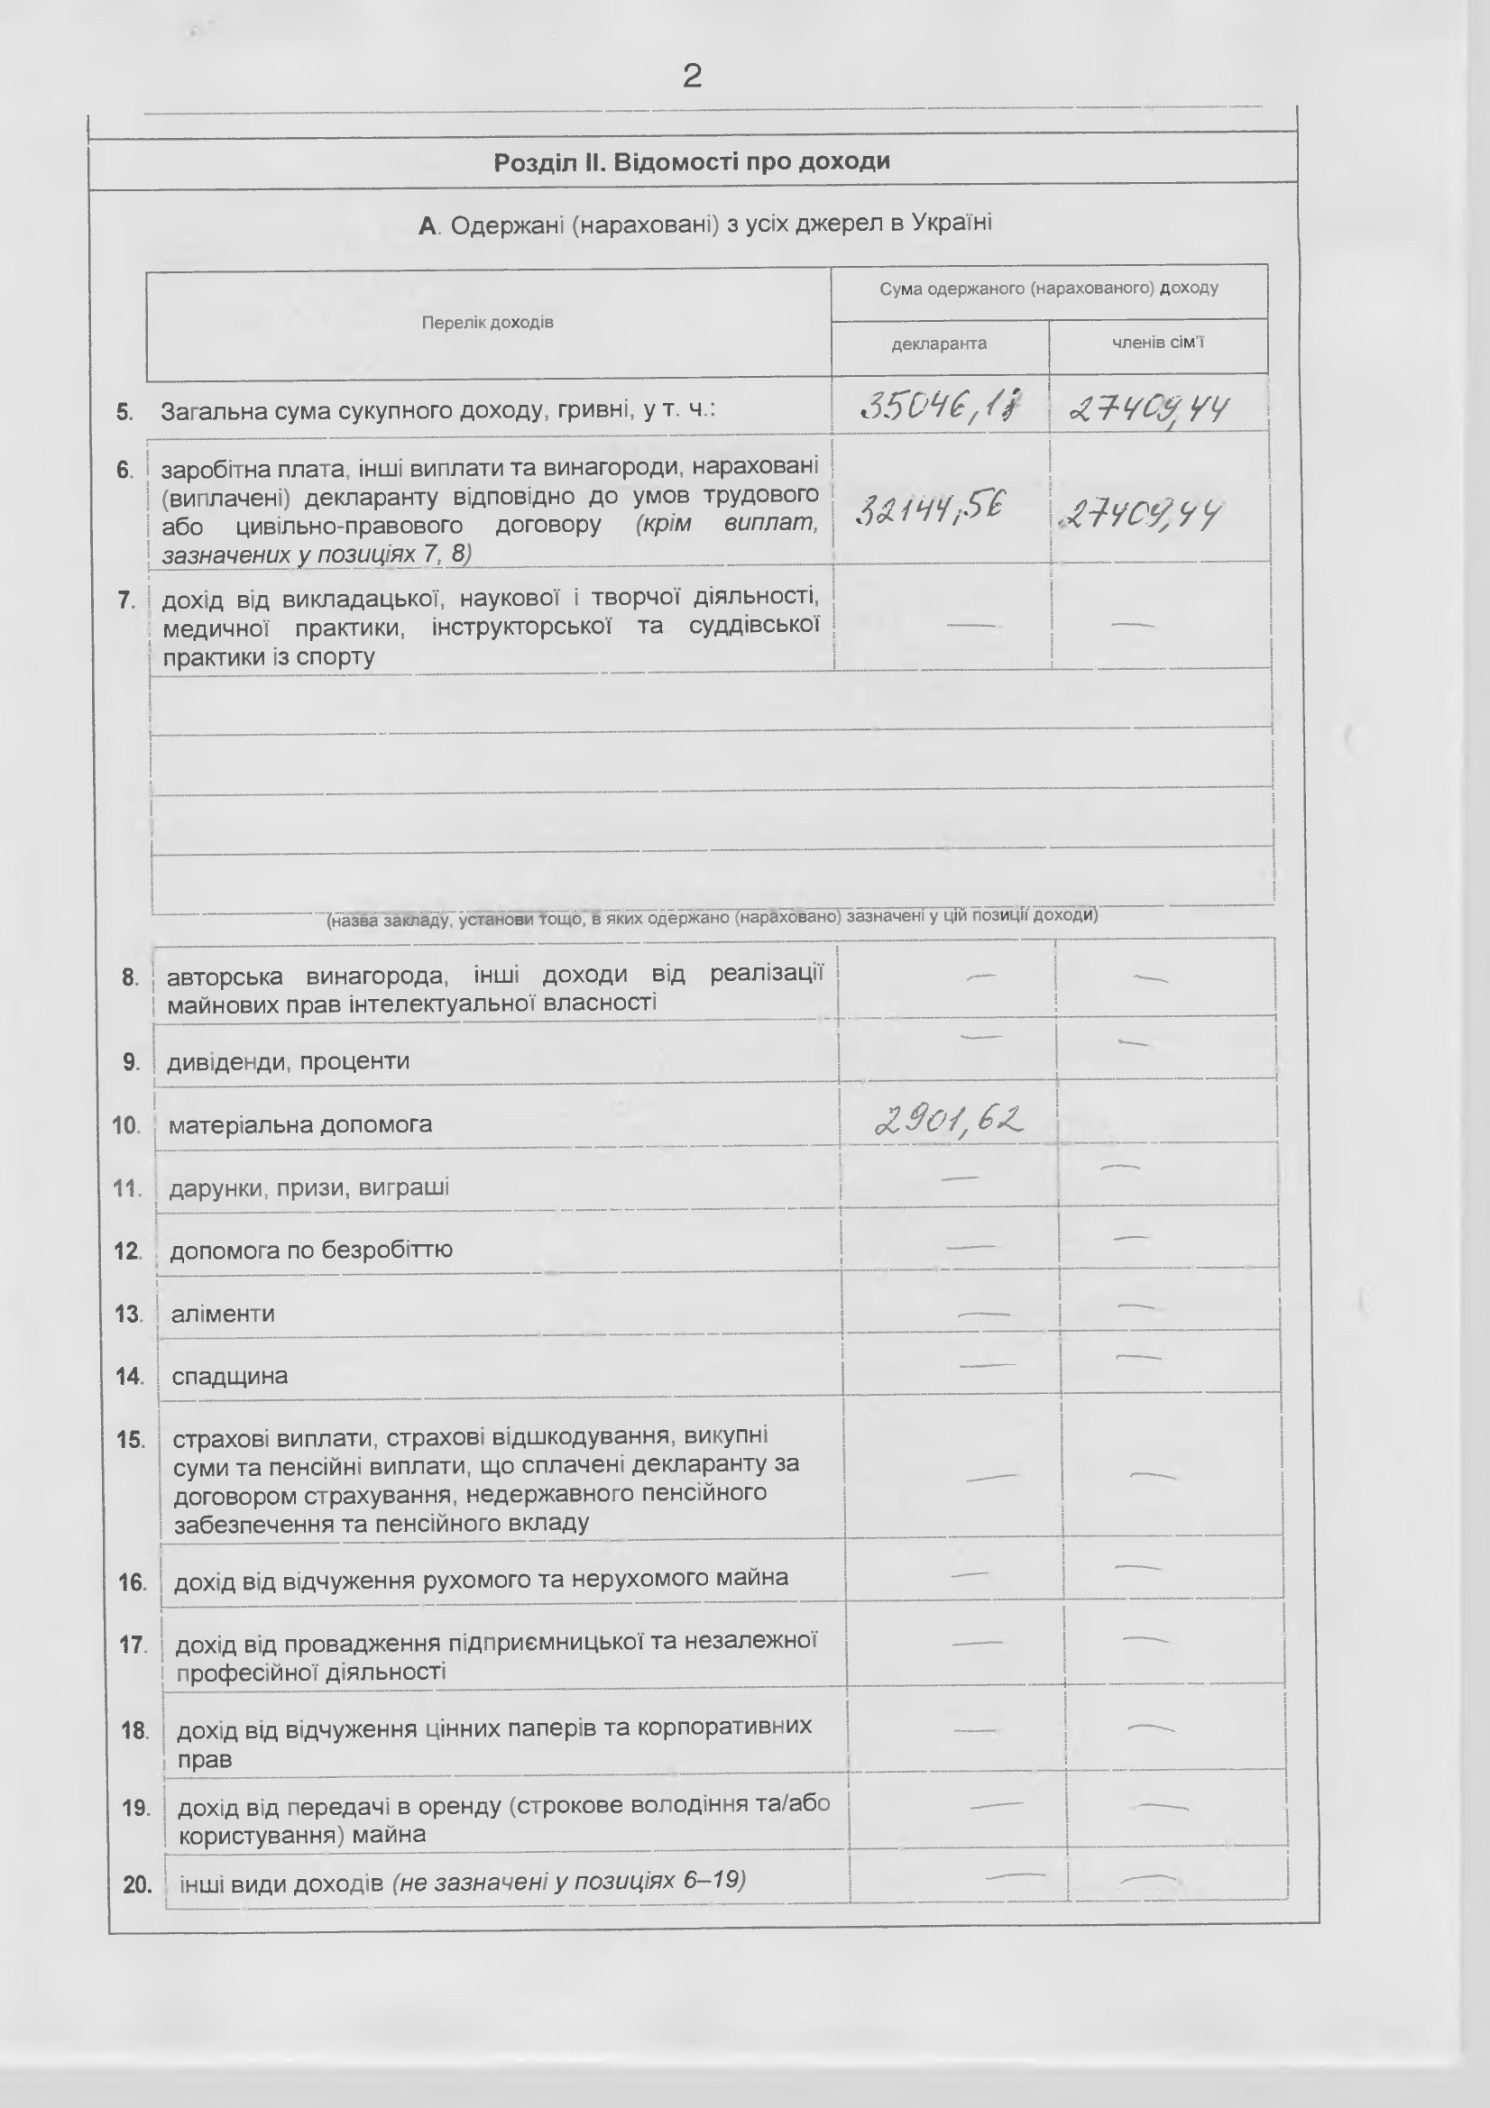 2
Розділ II. Відомості про доходи
А. Одержані (нараховані) з усіх джерел в Україні
Перелік доходів
Сума одержаного (нарахованого) доходу
декларанта
членів сім'ї
5. Загальна сума сукупного доходу, гривні, у т. ч.: 35046,18 27409,44
6. заробітна плата, інші виплати та винагороди, нараховані
(виплачені) декларанту відповідно до умов трудового
або цивільно-правового договору (крім виплат, 32144,56 27409,44
зазначених у позиціях 7, 8)
7. дохід від викладацької, наукової і творчої діяльності,
медичної практики, інструкторської та суддівської — —
практики із спорту
(назва закладу, установи тощо, в яких одержано (нараховано) зазначені у цій позиції доходи)
8. авторська винагорода, інші доходи від реалізації — —
майнових прав інтелектуальної власності
9. дивіденди, проценти — —
10. матеріальна допомога 2901,62
11. дарунки, призи, виграші — —
12. допомога по безробіттю — —
13. аліменти — —
14. спадщина — —
15. страхові виплати, страхові відшкодування, викупні
суми та пенсійні виплати, що сплачені декларанту за — —
договором страхування, недержавного пенсійного
забезпечення та пенсійного вкладу
16. дохід від відчуження рухомого та нерухомого майна — —
17. дохід від провадження підприємницької та незалежної — —
професійної діяльності
18. дохід від відчуження цінних паперів та корпоративних — —
прав
19. дохід від передачі в оренду (строкове володіння та/або — —
користування) майна
20. інші види доходів (не зазначені у позиціях 6–19) — —